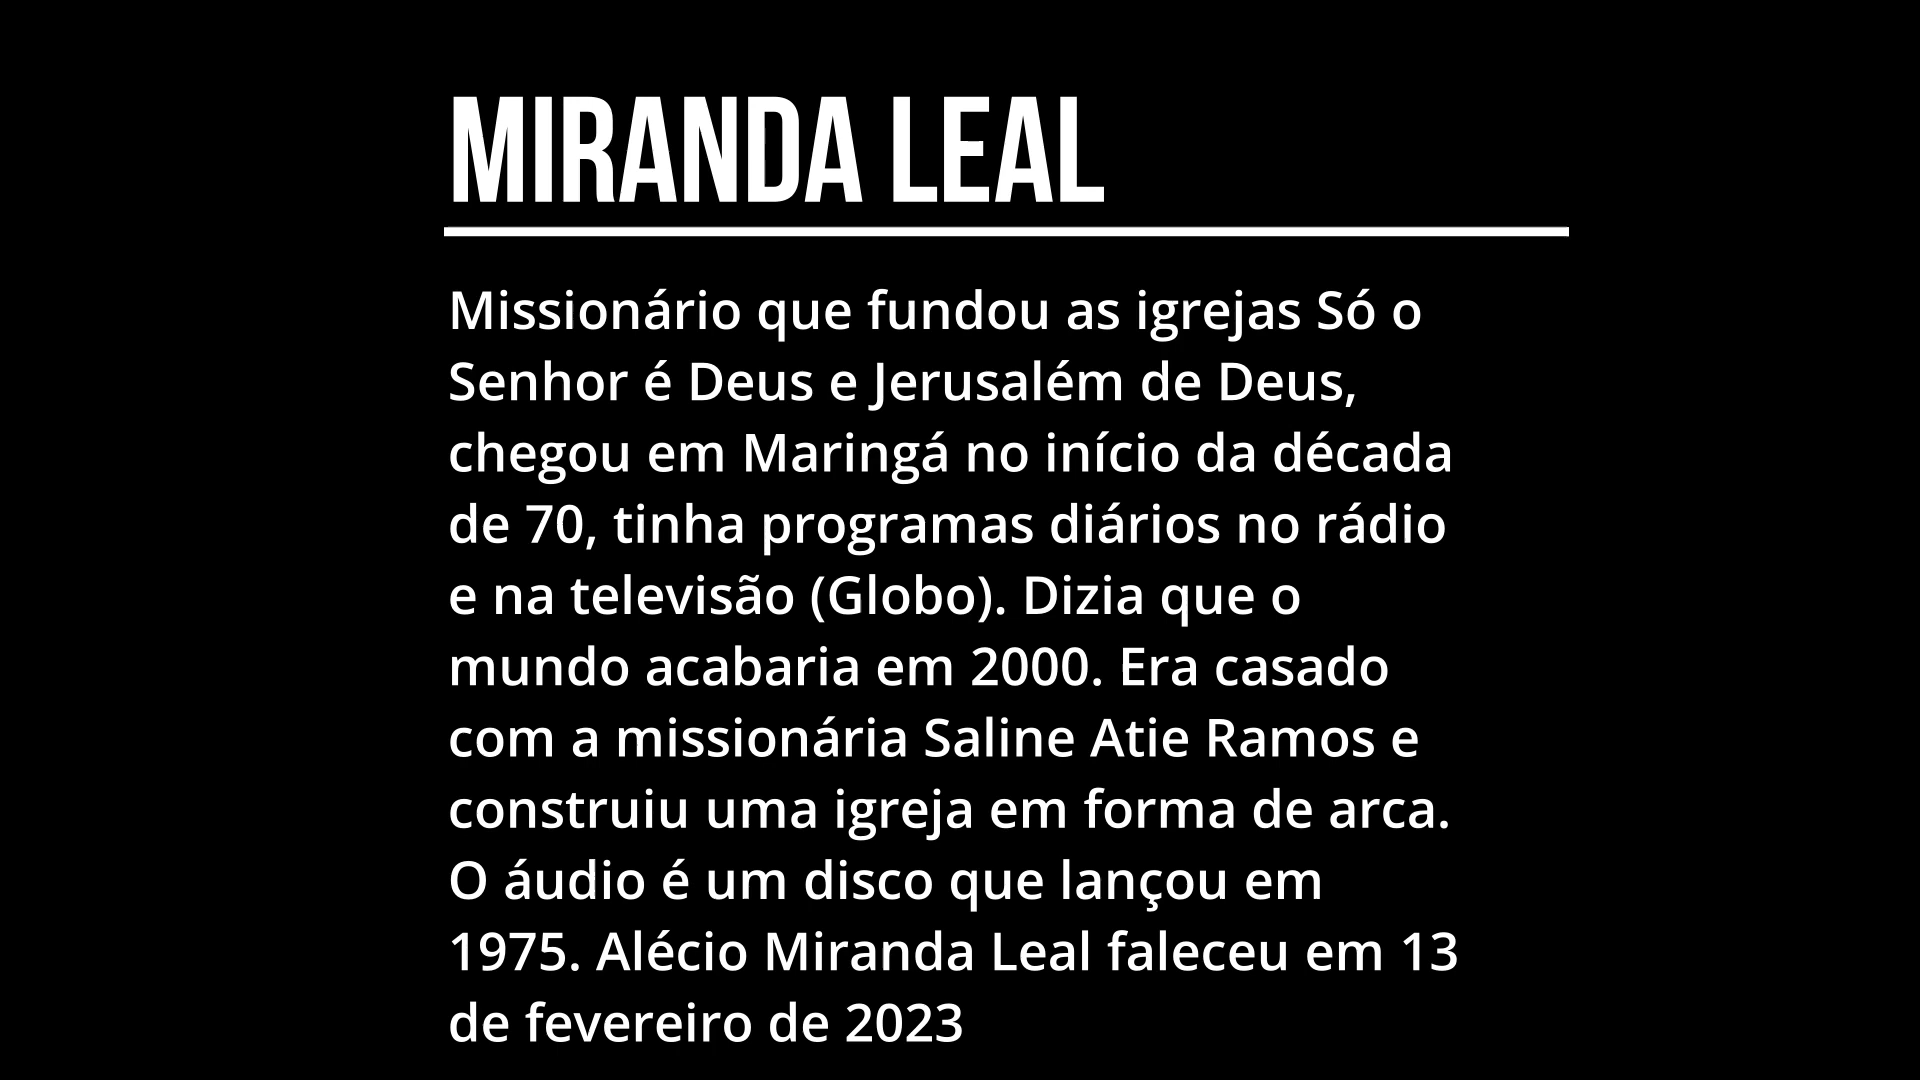 MIRANDA LEAL
Missionário que fundou as igrejas Só o
Senhor é Deus e Jerusalém de Deus,
chegou em Maringá no início da década
de 70, tinha programas diários no rádio
e na televisão (Globo). Dizia que o
mundo acabaria em 2000. Era casado
com a missionária Saline Atie Ramos e
construiu uma igreja em forma de arca.
O áudio é um disco que lançou em
1975. Alécio Miranda Leal faleceu em 13
de fevereiro de 2023